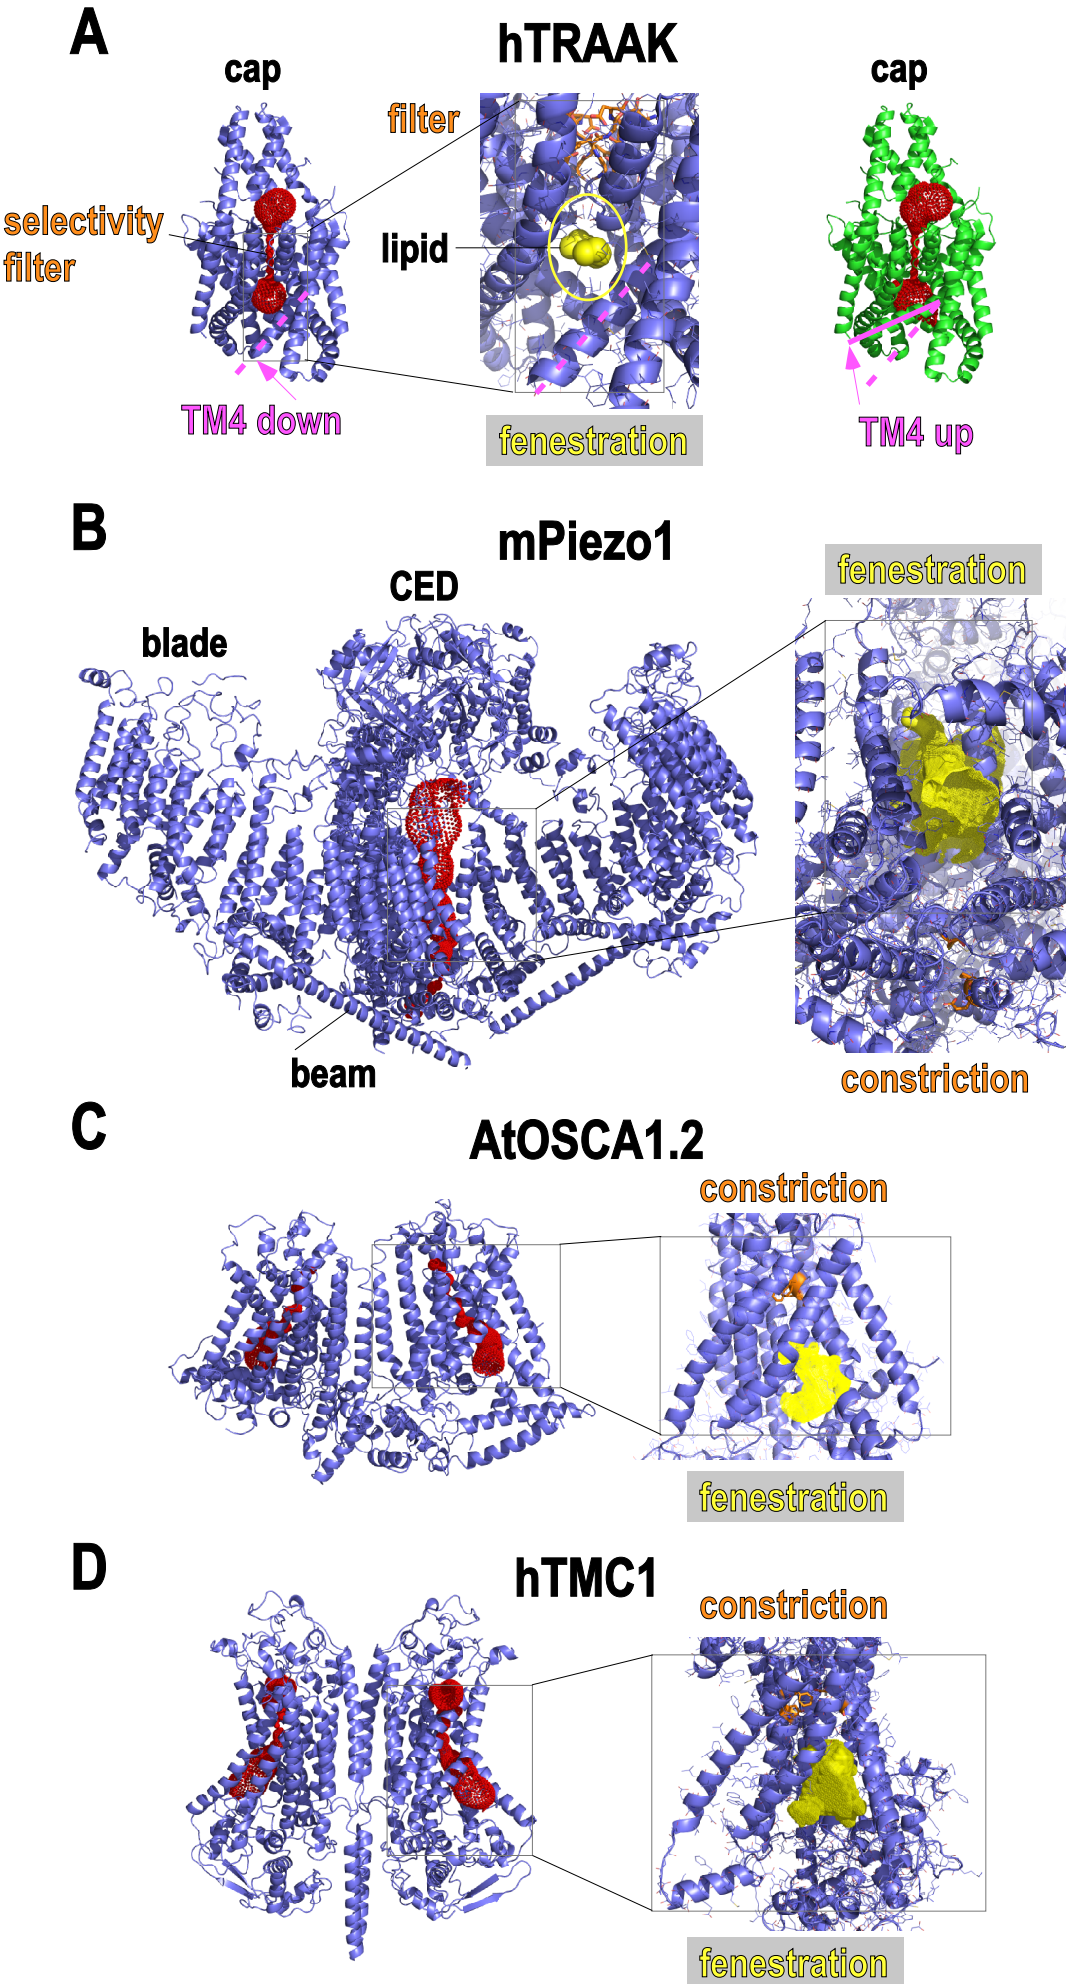 A
hTRAAK
cap
cap
filter
selectivity
filter
lipid
TM4 down
fenestration
TM4 up
B
mPiezo1
fenestration
CED
blade
beam
constriction
C
AtOSCA1.2
constriction
fenestration
D
hTMC1
constriction
fenestration